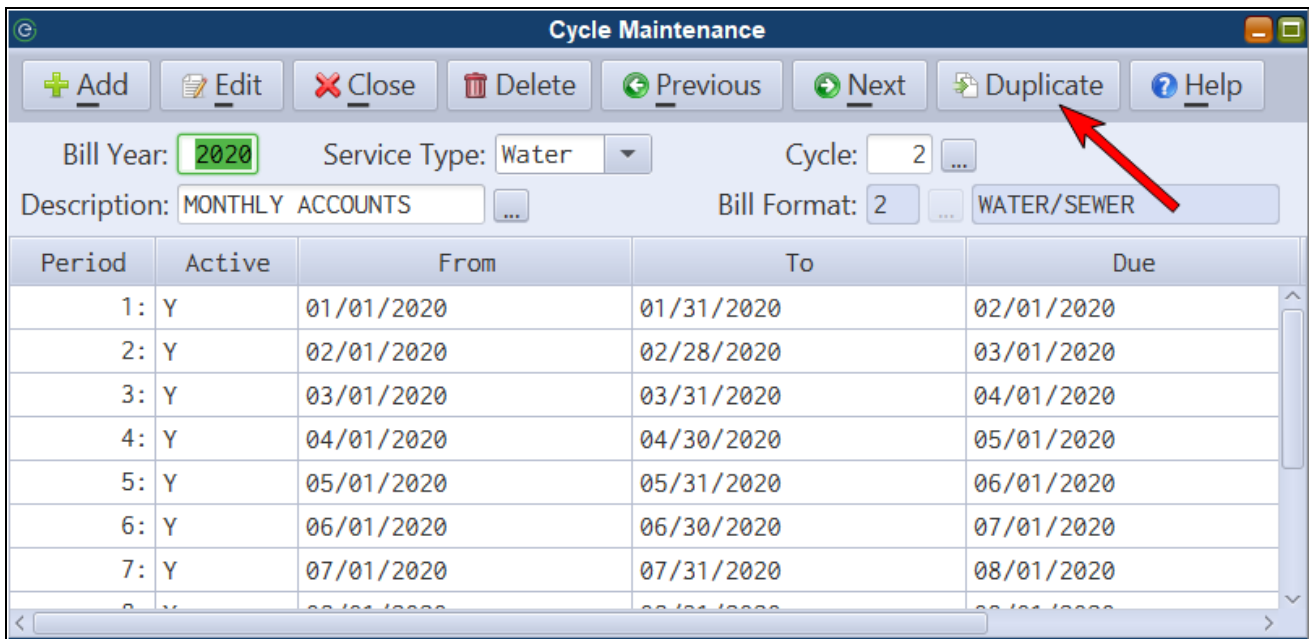 Cycle Maintenance
Add Edit Close Delete Previous Next Duplicate Help
Bill Year: 2020 Service Type: Water Cycle: 2 ...
Description: MONTHLY ACCOUNTS ... Bill Format: 2 ... WATER/SEWER
Period Active From To Due
1: Y 01/01/2020 01/31/2020 02/01/2020
2: Y 02/01/2020 02/28/2020 03/01/2020
3: Y 03/01/2020 03/31/2020 04/01/2020
4: Y 04/01/2020 04/30/2020 05/01/2020
5: Y 05/01/2020 05/31/2020 06/01/2020
6: Y 06/01/2020 06/30/2020 07/01/2020
7: Y 07/01/2020 07/31/2020 08/01/2020